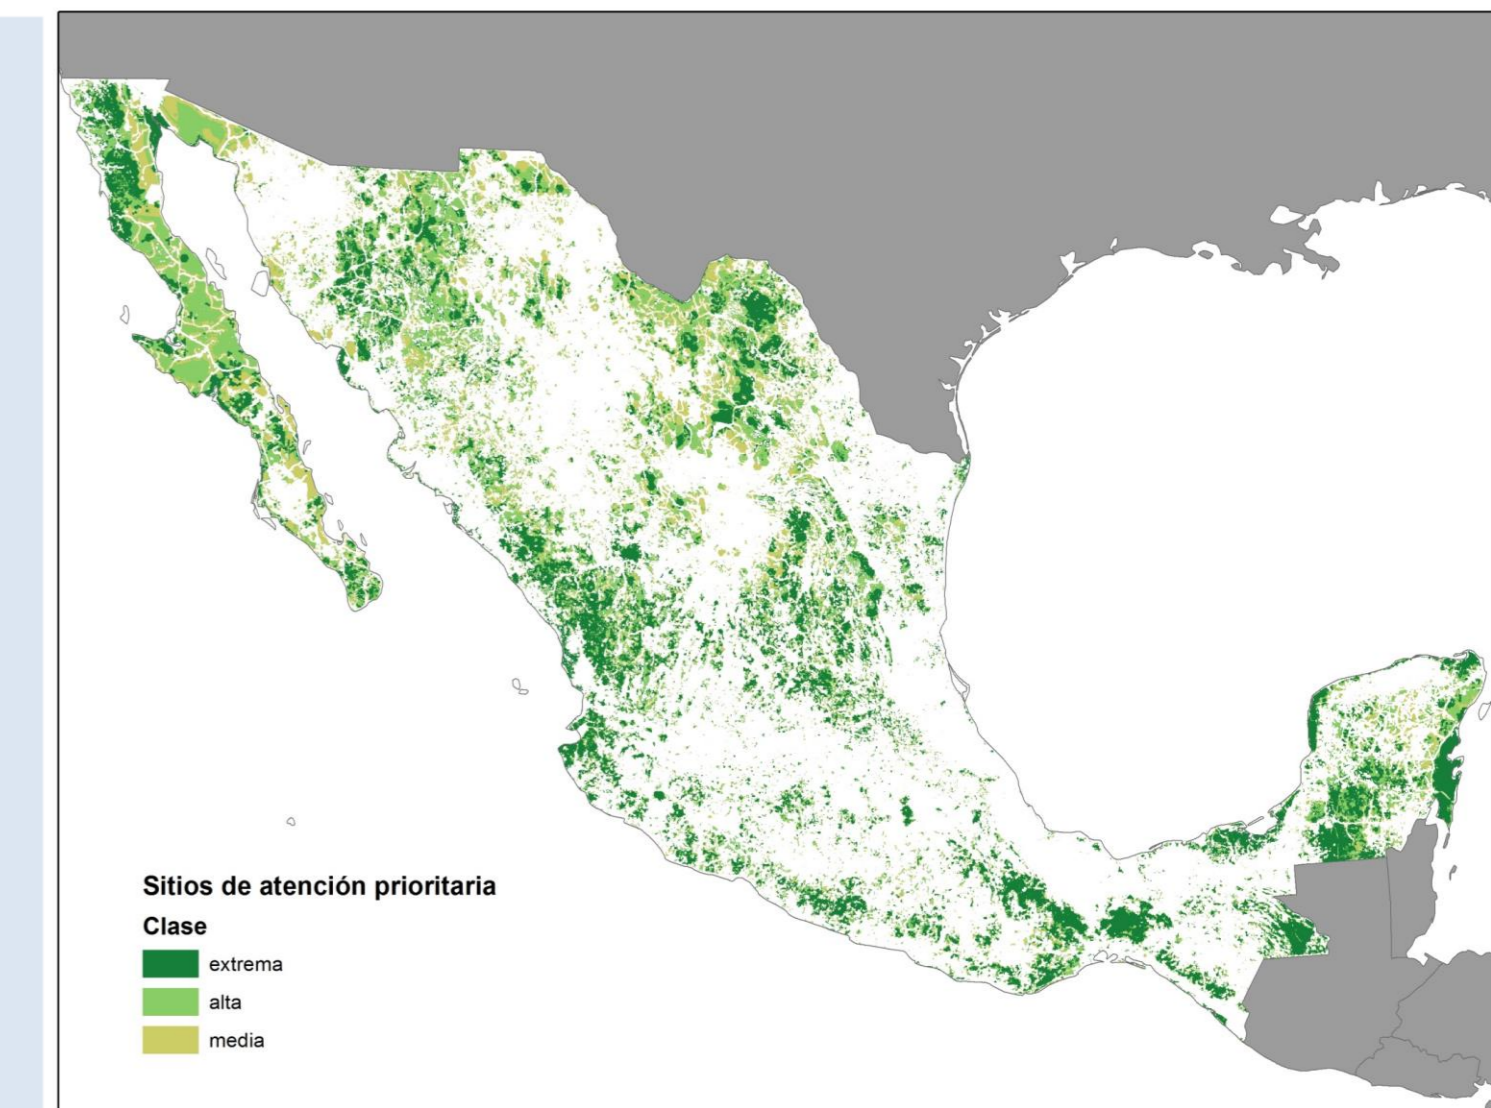 Sitios de atención prioritaria
Clase
extrema
alta
media